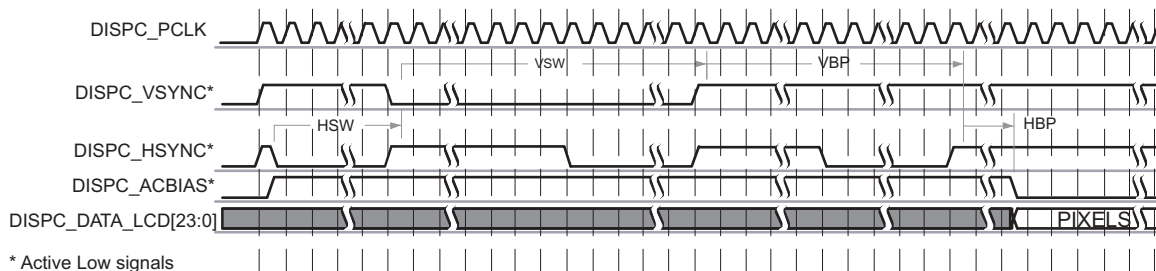 DISPC_PCLK
VSW
VBP
DISPC_VSYNC*
HSW
HBP
DISPC_HSYNC*
DISPC_ACBIAS*
DISPC_DATA_LCD[23:0]
PIXELS
* Active Low signals